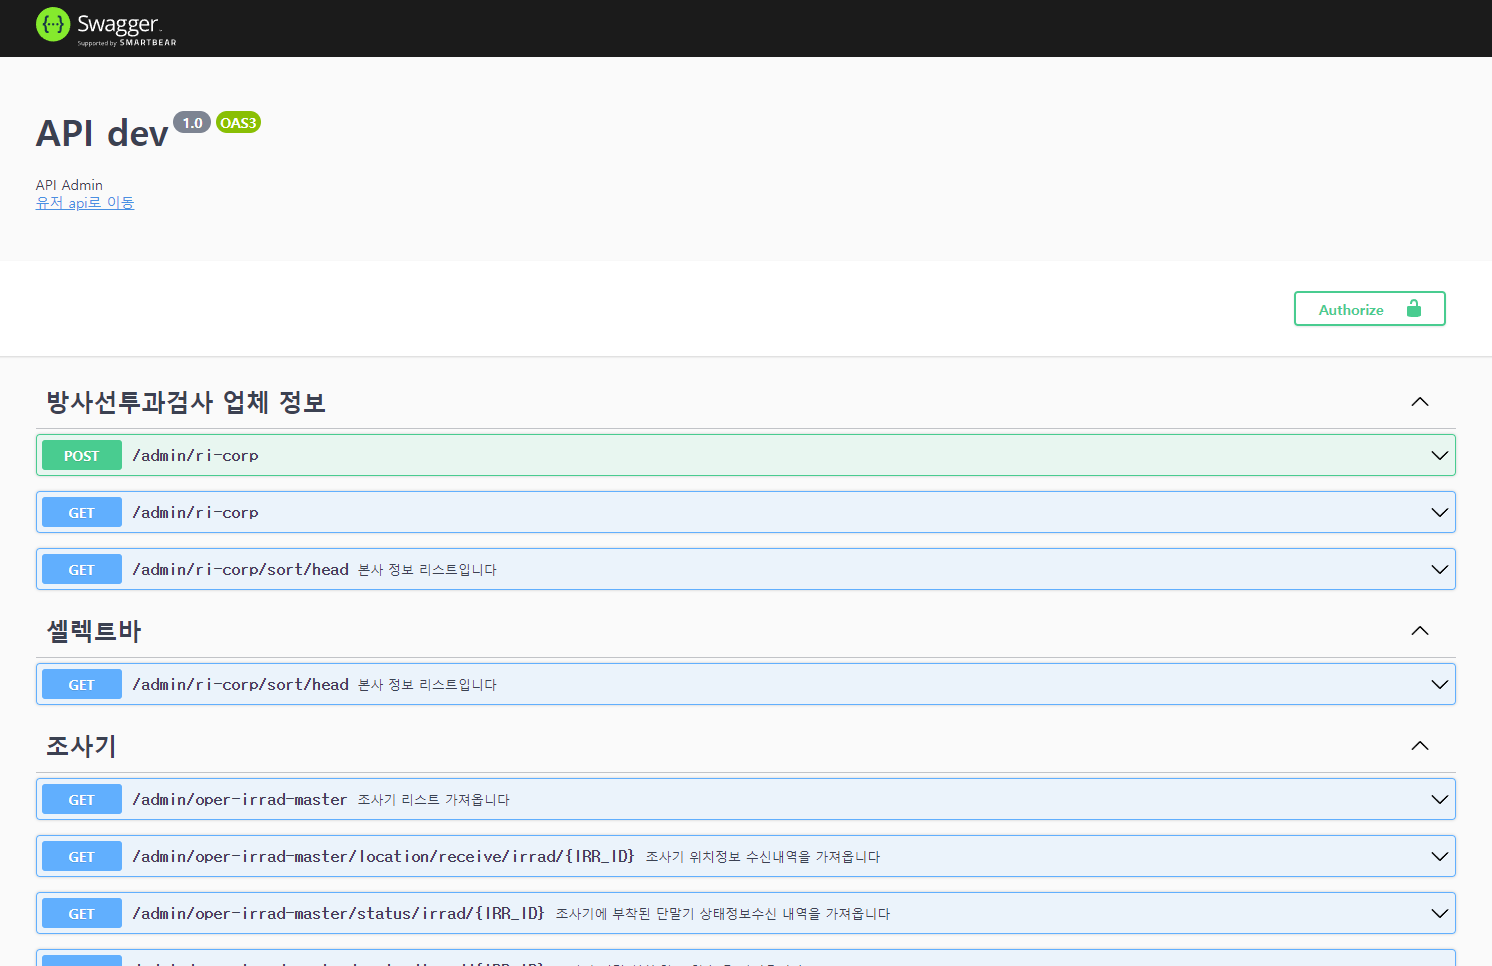 Swagger
Supported by SMARTBEAR
API dev 1.0 OAS3
API Admin
유저 api로 이동
Authorize
방사선투과검사 업체 정보
POST /admin/ri-corp
GET /admin/ri-corp
GET /admin/ri-corp/sort/head 본사 정보 리스트입니다
셀렉트바
GET /admin/ri-corp/sort/head 본사 정보 리스트입니다
조사기
GET /admin/oper-irrad-master 조사기 리스트 가져옵니다
GET /admin/oper-irrad-master/location/receive/irrad/{IRR_ID} 조사기 위치정보 수신내역을 가져옵니다
GET /admin/oper-irrad-master/status/irrad/{IRR_ID} 조사기에 부착된 단말기 상태정보수신 내역을 가져옵니다